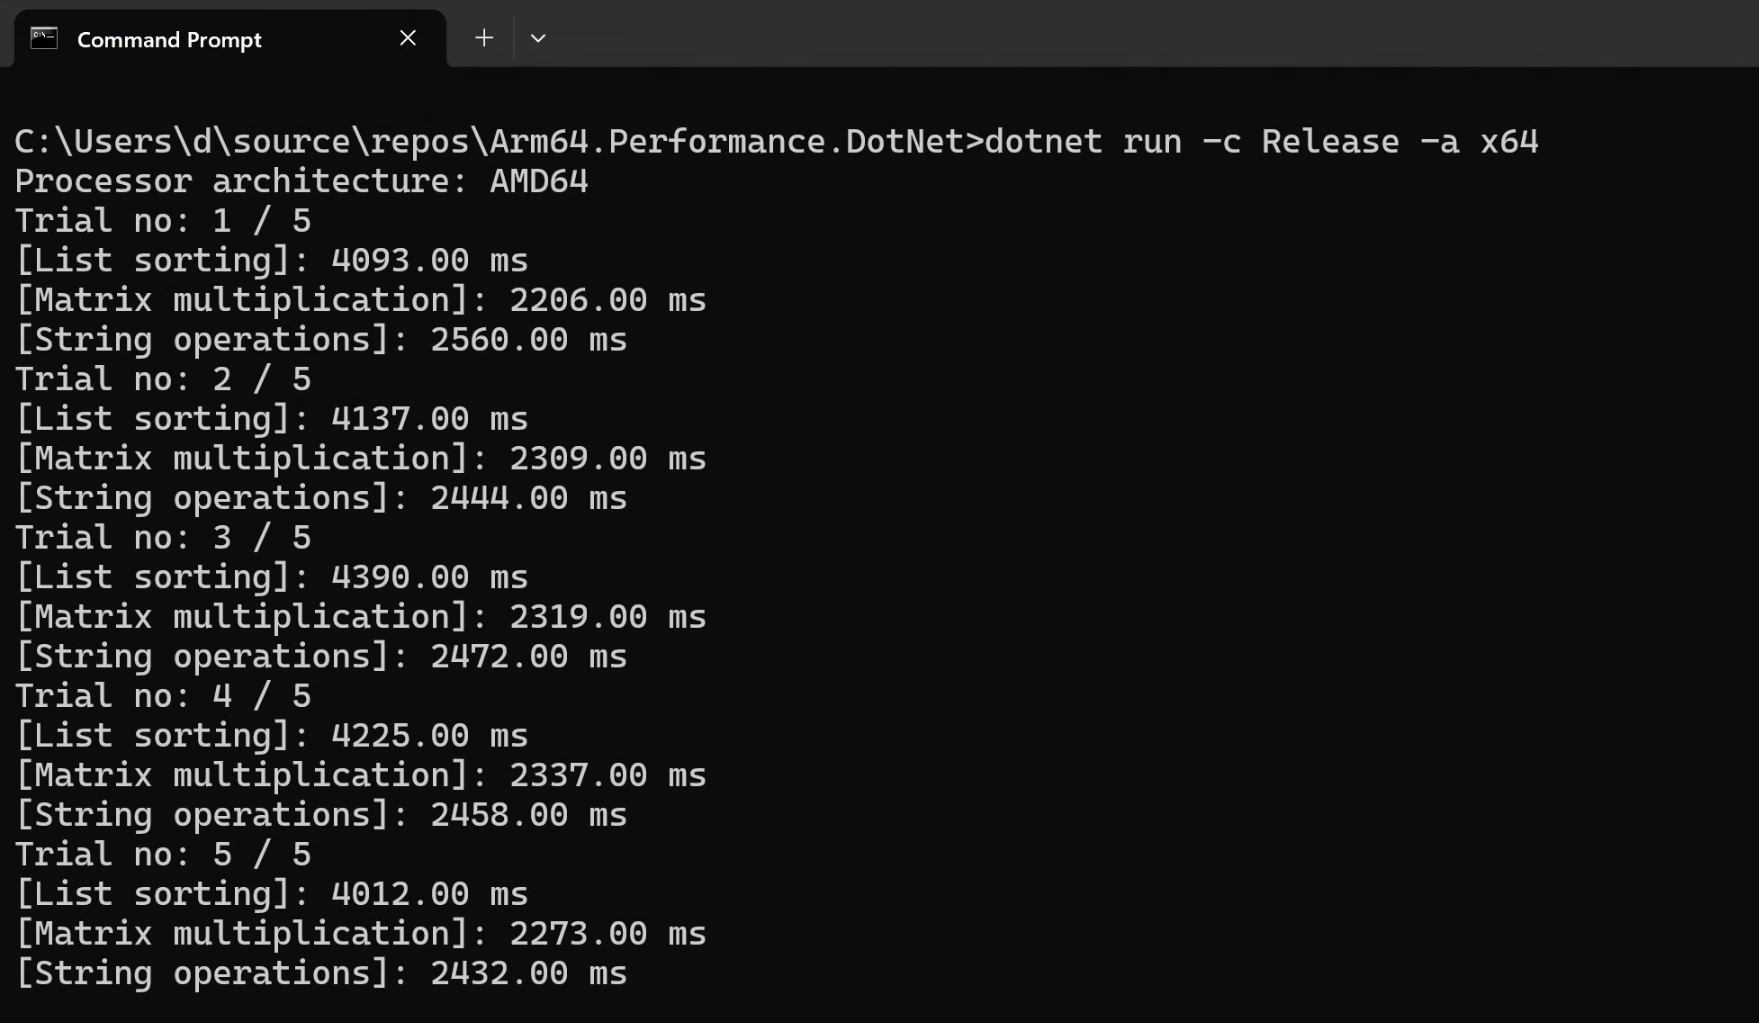 Command Prompt
C:\Users\d\source\repos\Arm64.Performance.DotNet>dotnet run -c Release -a x64
Processor architecture: AMD64
Trial no: 1 / 5
[List sorting]: 4093.00 ms
[Matrix multiplication]: 2206.00 ms
[String operations]: 2560.00 ms
Trial no: 2 / 5
[List sorting]: 4137.00 ms
[Matrix multiplication]: 2309.00 ms
[String operations]: 2444.00 ms
Trial no: 3 / 5
[List sorting]: 4390.00 ms
[Matrix multiplication]: 2319.00 ms
[String operations]: 2472.00 ms
Trial no: 4 / 5
[List sorting]: 4225.00 ms
[Matrix multiplication]: 2337.00 ms
[String operations]: 2458.00 ms
Trial no: 5 / 5
[List sorting]: 4012.00 ms
[Matrix multiplication]: 2273.00 ms
[String operations]: 2432.00 ms